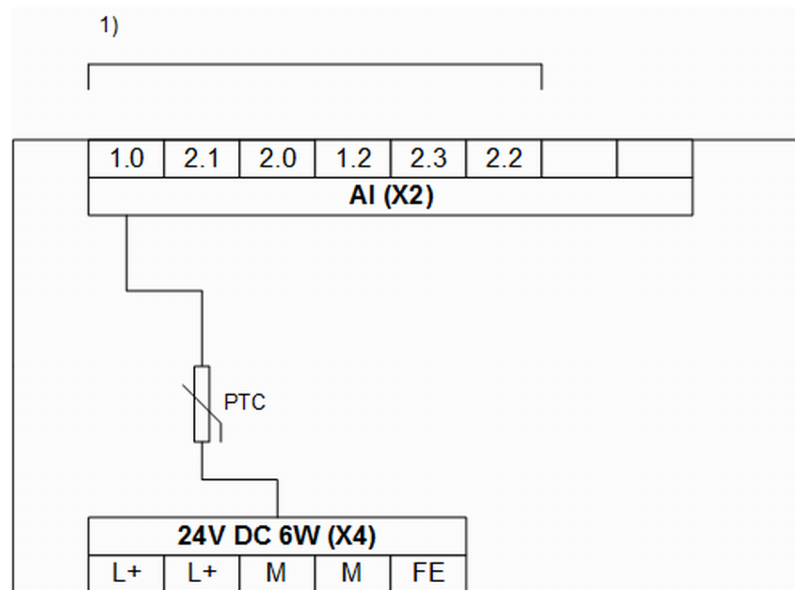 1)
1.0 2.1 2.0 1.2 2.3 2.2
AI (X2)
PTC
24V DC 6W (X4)
L+ L+ M M FE